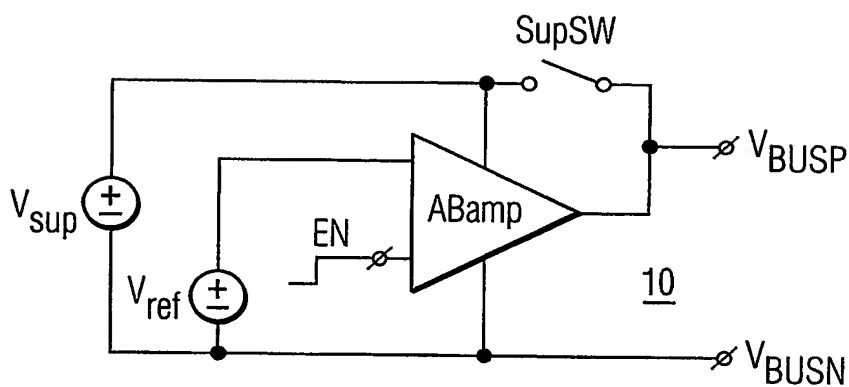 SupSW
V_BUSP
ABamp
V_sup
EN
V_ref
10
V_BUSN